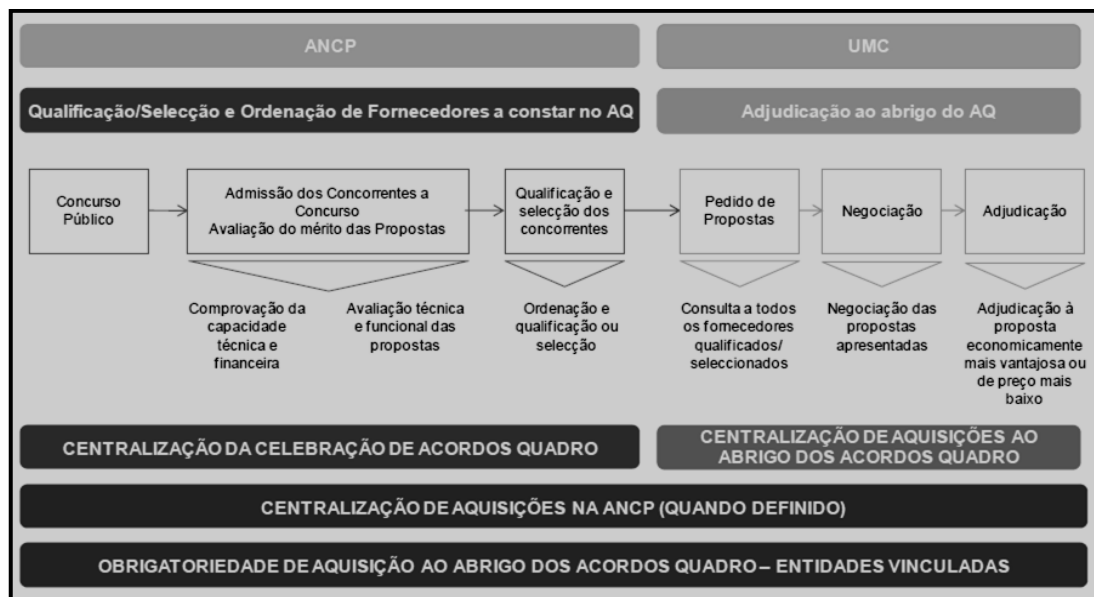 ANCP
UMC
Qualificação/Selecção e Ordenação de Fornecedores a constar no AQ
Adjudicação ao abrigo do AQ
Concurso
Público
Admissão dos Concorrentes a
Concurso
Avaliação do mérito das Propostas
Qualificação e
selecção dos
concorrentes
Pedido de
Propostas
Negociação
Adjudicação
Comprovação da
capacidade
técnica e
financeira
Avaliação técnica
e funcional das
propostas
Ordenação e
qualificação ou
selecção
Consulta a todos
os fornecedores
qualificados/
seleccionados
Negociação das
propostas
apresentadas
Adjudicação à
proposta
economicamente
mais vantajosa ou
de preço mais
baixo
CENTRALIZAÇÃO DA CELEBRAÇÃO DE ACORDOS QUADRO
CENTRALIZAÇÃO DE AQUISIÇÕES AO
ABRIGO DOS ACORDOS QUADRO
CENTRALIZAÇÃO DE AQUISIÇÕES NA ANCP (QUANDO DEFINIDO)
OBRIGATORIEDADE DE AQUISIÇÃO AO ABRIGO DOS ACORDOS QUADRO – ENTIDADES VINCULADAS